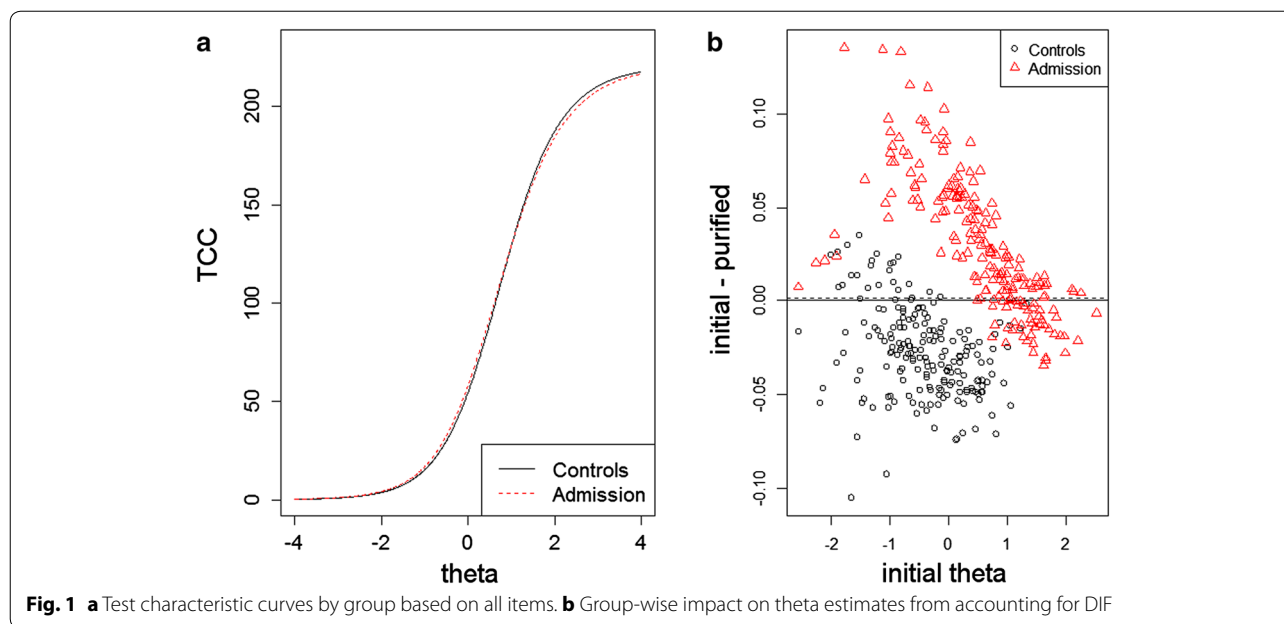 a
TCC
0
50
100
150
200
-4
-2
0
2
4
theta
Controls
Admission
b
initial - purified
-0.10
-0.05
0.00
0.05
0.10
-2
-1
0
1
2
initial theta
Controls
Admission
Fig. 1 a Test characteristic curves by group based on all items. b Group-wise impact on theta estimates from accounting for DIF